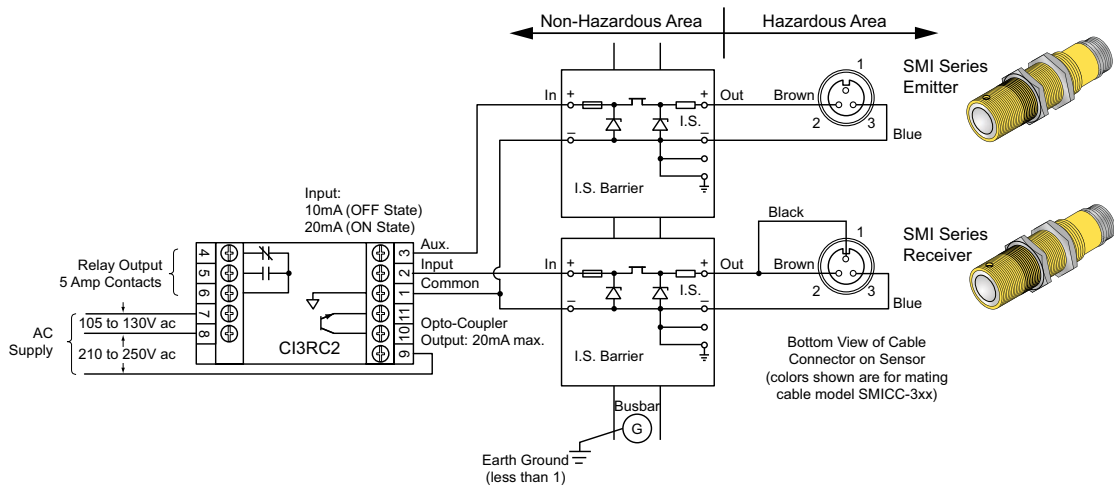 Non-Hazardous Area
Hazardous Area
SMI Series
Emitter
In
+
+
Out
Brown
1
2
3
Blue
I.S.
–
–
I.S. Barrier
Input:
10mA (OFF State)
20mA (ON State)
Black
SMI Series
Receiver
4
3
Aux.
Relay Output
5 Amp Contacts
5
2
Input
6
1
Common
In
+
+
Out
Brown
1
2
3
Blue
I.S.
–
–
I.S. Barrier
AC
Supply
105 to 130V ac
210 to 250V ac
7
8
CI3RC2
11
10
9
Opto-Coupler
Output: 20mA max.
Bottom View of Cable
Connector on Sensor
(colors shown are for mating
cable model SMICC-3xx)
Busbar
G
Earth Ground
(less than 1)